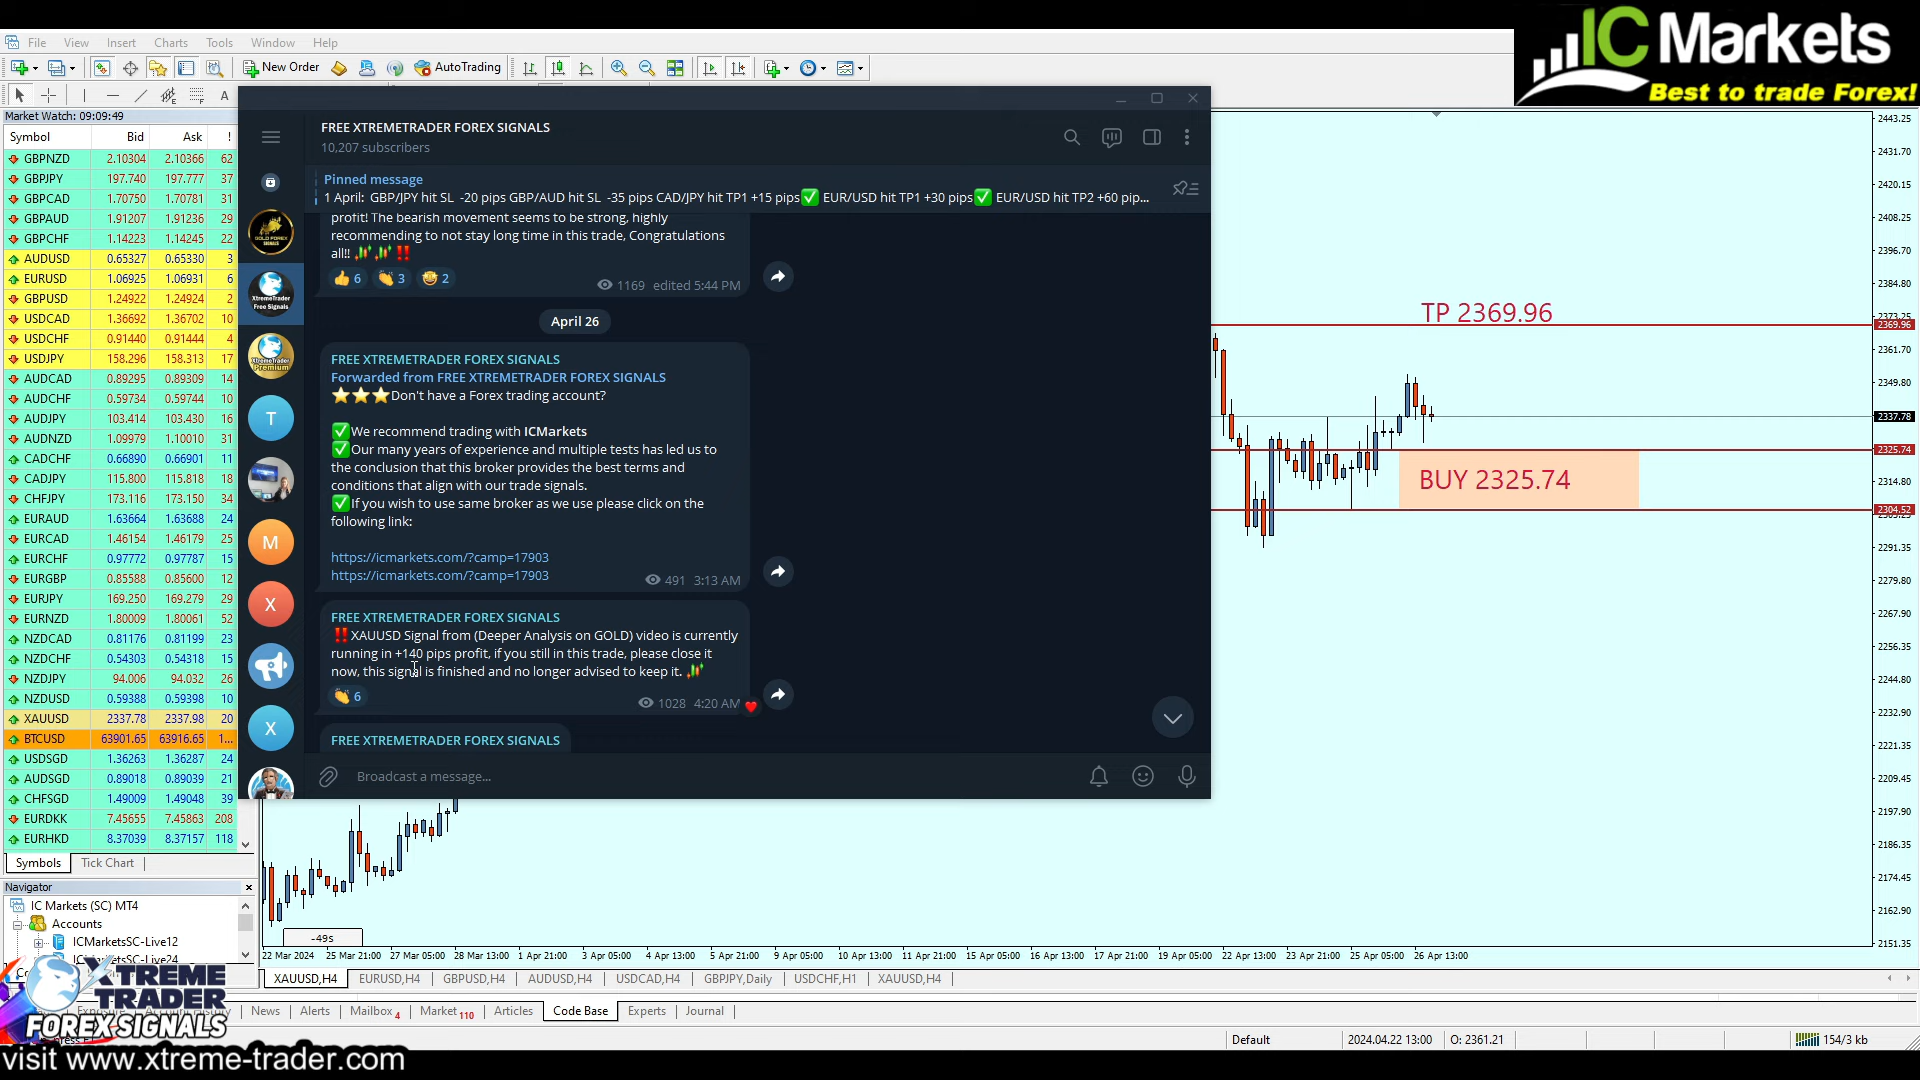 IC Markets
Best to trade Forex!
File View Insert Charts Tools Window Help
New Order AutoTrading
A
Market Watch: 09:09:49
Symbol Bid Ask !
GBPNZD 2.10304 2.10366 62
GBPJPY 197.740 197.777 37
GBPCAD 1.70750 1.70781 31
GBPAUD 1.91207 1.91236 29
GBPCHF 1.14223 1.14245 22
AUDUSD 0.65327 0.65330 3
EURUSD 1.06925 1.06931 6
GBPUSD 1.24922 1.24924 2
USDCAD 1.36692 1.36702 10
USDCHF 0.91440 0.91444 4
USDJPY 158.296 158.313 17
AUDCAD 0.89295 0.89309 14
AUDCHF 0.59734 0.59744 10
AUDJPY 103.414 103.430 16
AUDNZD 1.09979 1.10010 31
CADCHF 0.66890 0.66901 11
CADJPY 115.800 115.818 18
CHFJPY 173.116 173.150 34
EURAUD 1.63664 1.63688 24
EURCAD 1.46154 1.46179 25
EURCHF 0.97772 0.97787 15
EURGBP 0.85588 0.85600 12
EURJPY 169.250 169.279 29
EURNZD 1.80009 1.80061 52
NZDCAD 0.81176 0.81199 23
NZDCHF 0.54303 0.54318 15
NZDJPY 94.006 94.032 26
NZDUSD 0.59388 0.59398 10
XAUUSD 2337.78 2337.98 20
BTCUSD 63901.65 63916.65 1...
USDSGD 1.36263 1.36287 24
AUDSGD 0.89018 0.89039 21
CHFSGD 1.49009 1.49048 39
EURDKK 7.45655 7.45863 208
EURHKD 8.37039 8.37157 118
Symbols Tick Chart
Navigator
IC Markets (SC) MT4
Accounts
ICMarketsSC-Live12
ICMarketsSC-Live24
GOLD FOREX
SIGNALS
XtremeTrader
Free Signals
XtremeTrader
Premium
T
M
X
X
FREE XTREMETRADER FOREX SIGNALS
10,207 subscribers
Pinned message
1 April: GBP/JPY hit SL -20 pips GBP/AUD hit SL -35 pips CAD/JPY hit TP1 +15 pips✅ EUR/USD hit TP1 +30 pips✅ EUR/USD hit TP2 +60 pip...
profit! The bearish movement seems to be strong, highly
recommending to not stay long time in this trade, Congratulations
all!! ‼️
👍 6 👏 3 🤩 2 1169 edited 5:44 PM
April 26
FREE XTREMETRADER FOREX SIGNALS
Forwarded from FREE XTREMETRADER FOREX SIGNALS
⭐⭐⭐Don't have a Forex trading account?
✅We recommend trading with ICMarkets
✅Our many years of experience and multiple tests has led us to
the conclusion that this broker provides the best terms and
conditions that align with our trade signals.
✅If you wish to use same broker as we use please click on the
following link:
https://icmarkets.com/?camp=17903
https://icmarkets.com/?camp=17903
491 3:13 AM
FREE XTREMETRADER FOREX SIGNALS
‼️XAUUSD Signal from (Deeper Analysis on GOLD) video is currently
running in +140 pips profit, if you still in this trade, please close it
now, this signal is finished and no longer advised to keep it.
👏 6 1028 4:20 AM
FREE XTREMETRADER FOREX SIGNALS
Broadcast a message...
TP 2369.96
BUY 2325.74
2443.25
2431.70
2420.15
2408.25
2396.70
2384.80
2373.25
2369.96
2361.70
2349.80
2337.78
2325.74
2314.80
2304.52
2291.35
2279.80
2267.90
2256.35
2244.80
2232.90
2221.35
2209.45
2197.90
2186.35
2174.45
2162.90
2151.35
-49s
22 Mar 2024 25 Mar 21:00 27 Mar 05:00 28 Mar 13:00 1 Apr 21:00 3 Apr 05:00 4 Apr 13:00 5 Apr 21:00 9 Apr 05:00 10 Apr 13:00 11 Apr 21:00 15 Apr 05:00 16 Apr 13:00 17 Apr 21:00 19 Apr 05:00 22 Apr 13:00 23 Apr 21:00 25 Apr 05:00 26 Apr 13:00
XAUUSD,H4 EURUSD,H4 GBPUSD,H4 AUDUSD,H4 USDCAD,H4 GBPJPY,Daily USDCHF,H1 XAUUSD,H4
Exposure Account History News Alerts Mailbox 4 Market 110 Articles Code Base Experts Journal
Default 2024.04.22 13:00 O: 2361.21 154/3 kb
XTREME
TRADER
FOREX SIGNALS
visit www.xtreme-trader.com